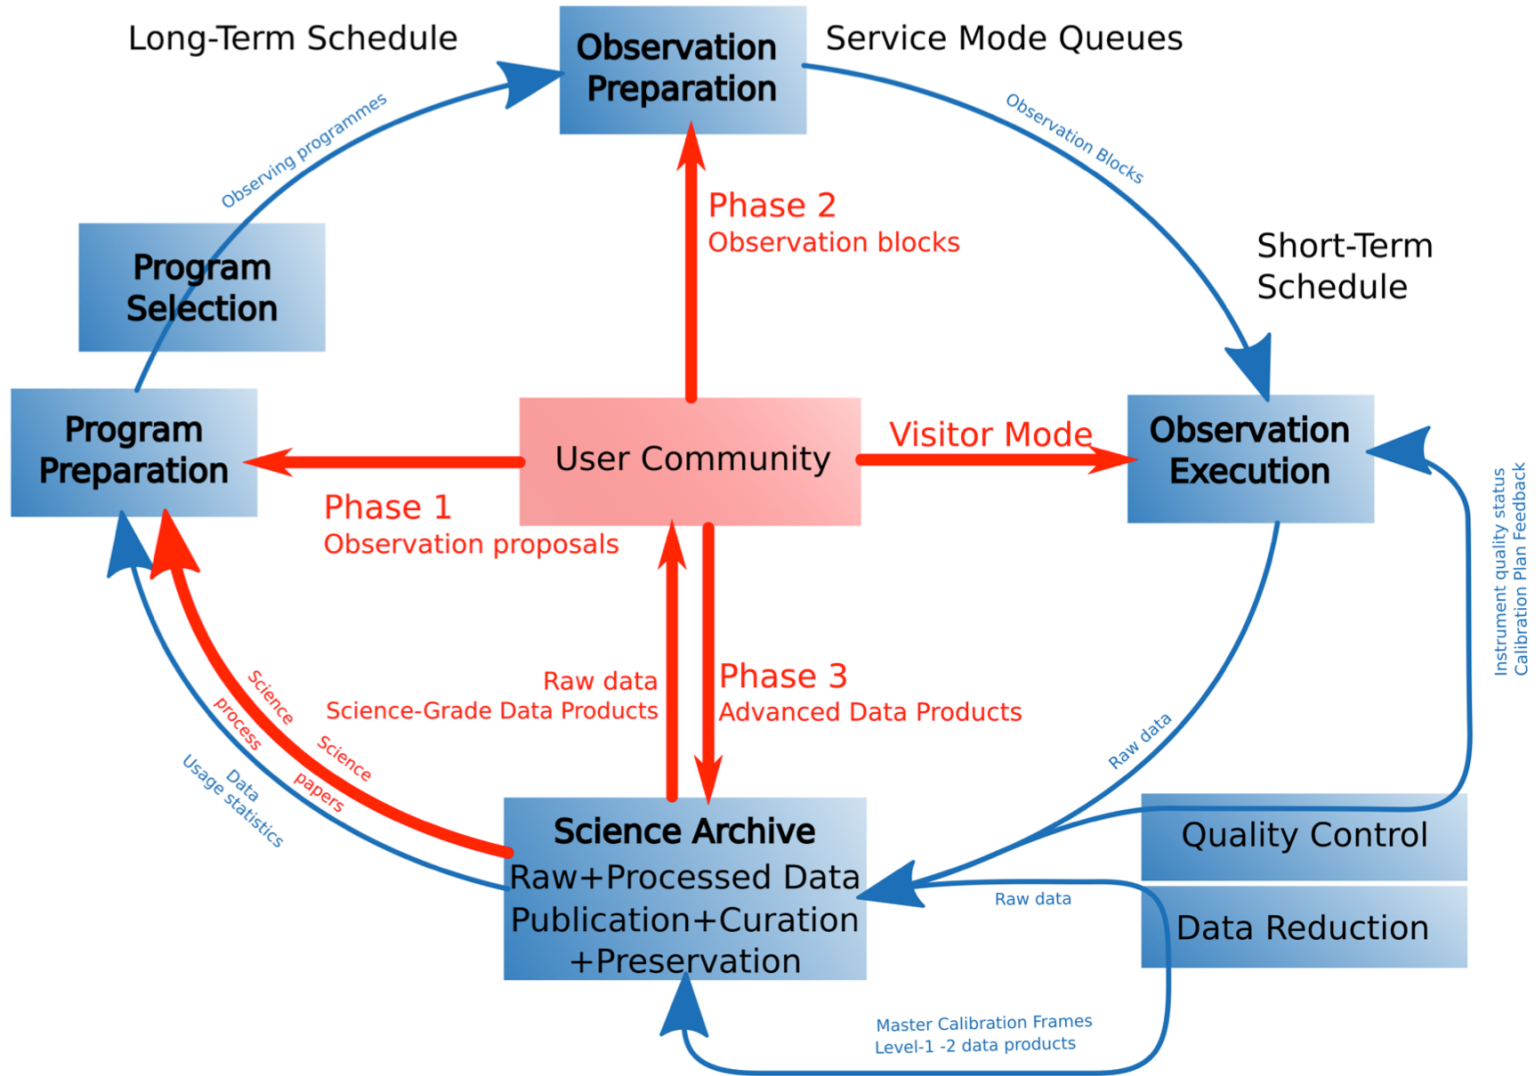 Long-Term Schedule
Observation
Preparation
Service Mode Queues
Observing programmes
Observation Blocks
Phase 2
Observation blocks
Short-Term
Schedule
Program
Selection
Program
Preparation
User Community
Visitor Mode
Observation
Execution
Phase 1
Observation proposals
Instrument quality status
Calibration Plan Feedback
Raw data
Science-Grade Data Products
Phase 3
Advanced Data Products
Science
process
Science
papers
Data
Usage statistics
Raw data
Science Archive
Raw+Processed Data
Publication+Curation
+Preservation
Quality Control
Raw data
Data Reduction
Master Calibration Frames
Level-1 -2 data products